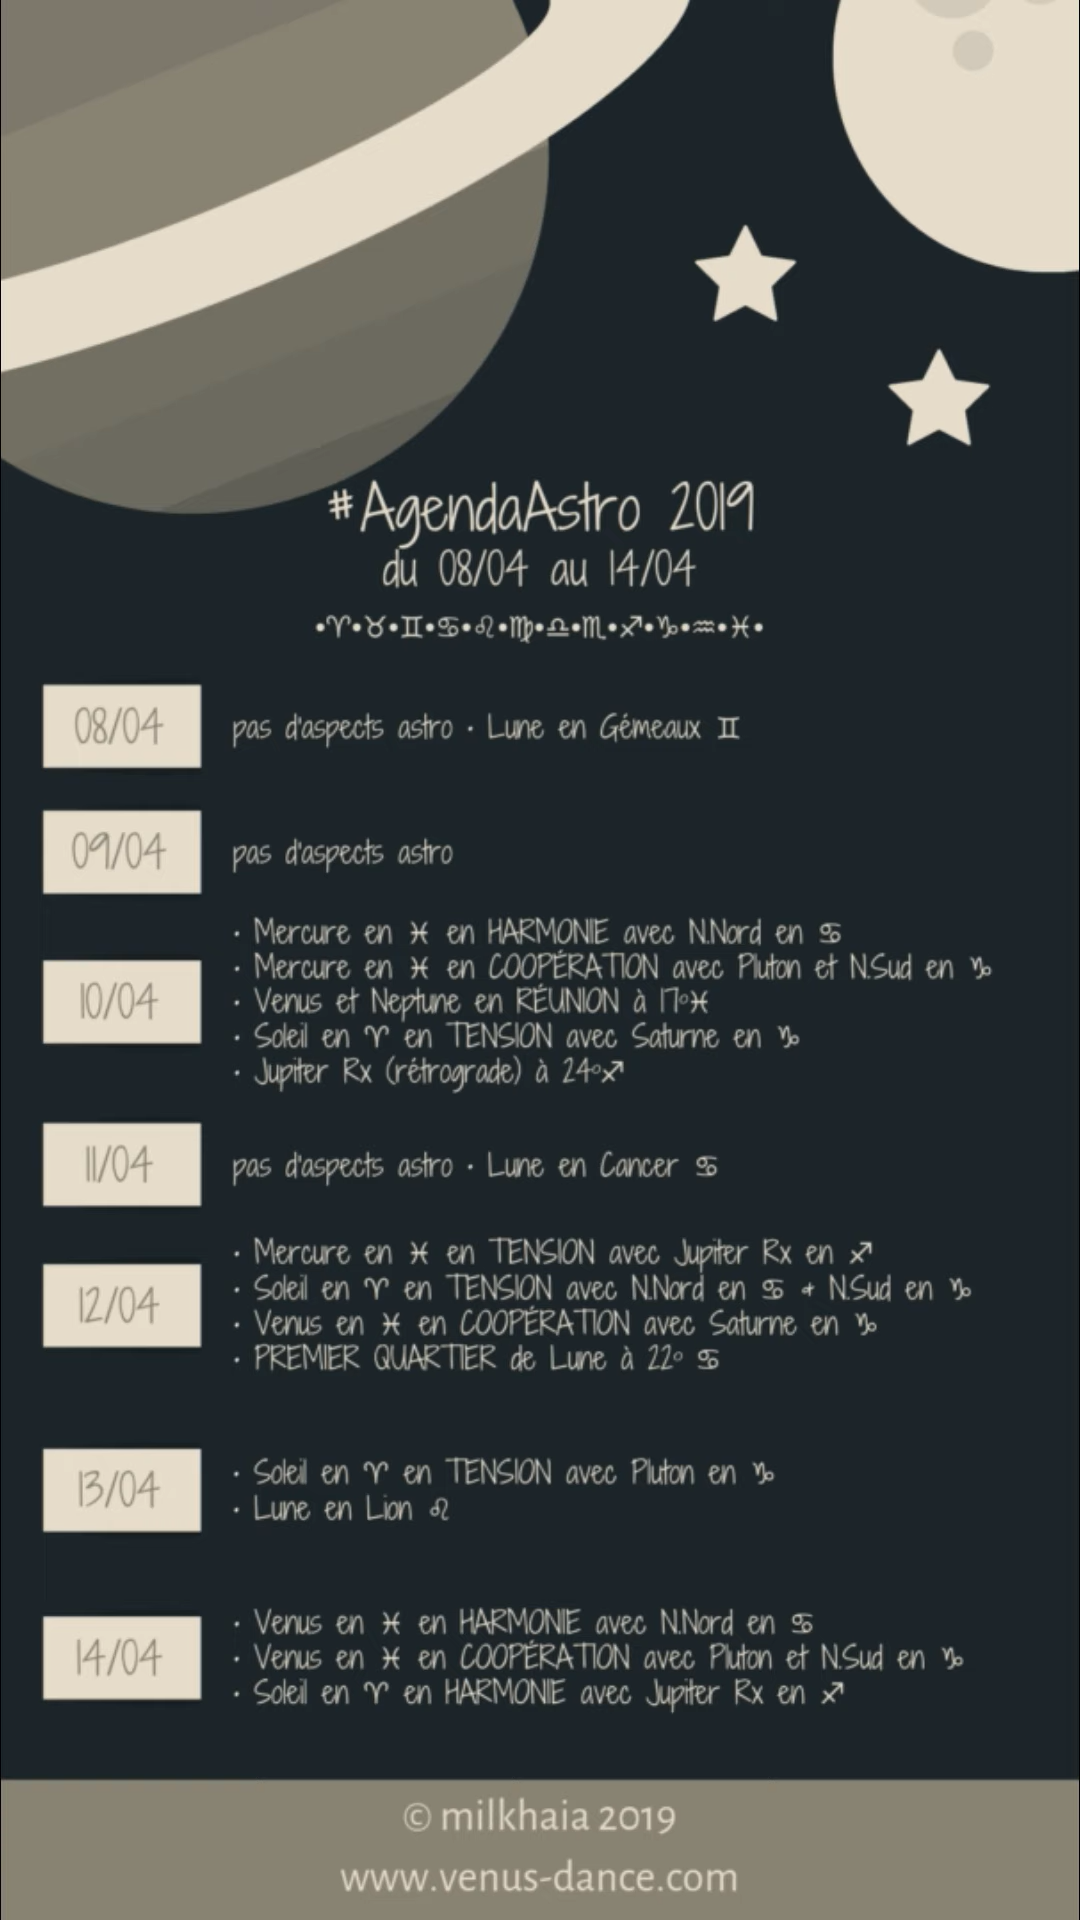 #AgendaAstro 2019
du 08/04 au 14/04
•♈•♉•♊•♋•♌•♍•♎•♏•♐•♑•♒•♓•
08/04
pas d'aspects astro • Lune en Gémeaux ♊
09/04
pas d'aspects astro
10/04
• Mercure en ♓ en HARMONIE avec N.Nord en ♋
• Mercure en ♓ en COOPÉRATION avec Pluton et N.Sud en ♑
• Venus et Neptune en RÉUNION à 17°♓
• Soleil en ♈ en TENSION avec Saturne en ♑
• Jupiter Rx (rétrograde) à 24°♐
11/04
pas d'aspects astro • Lune en Cancer ♋
12/04
• Mercure en ♓ en TENSION avec Jupiter Rx en ♐
• Soleil en ♈ en TENSION avec N.Nord en ♋ + N.Sud en ♑
• Venus en ♓ en COOPÉRATION avec Saturne en ♑
• PREMIER QUARTIER de Lune à 22° ♋
13/04
• Soleil en ♈ en TENSION avec Pluton en ♑
• Lune en Lion ♌
14/04
• Venus en ♓ en HARMONIE avec N.Nord en ♋
• Venus en ♓ en COOPÉRATION avec Pluton et N.Sud en ♑
• Soleil en ♈ en HARMONIE avec Jupiter Rx en ♐
© milkhaia 2019
www.venus-dance.com